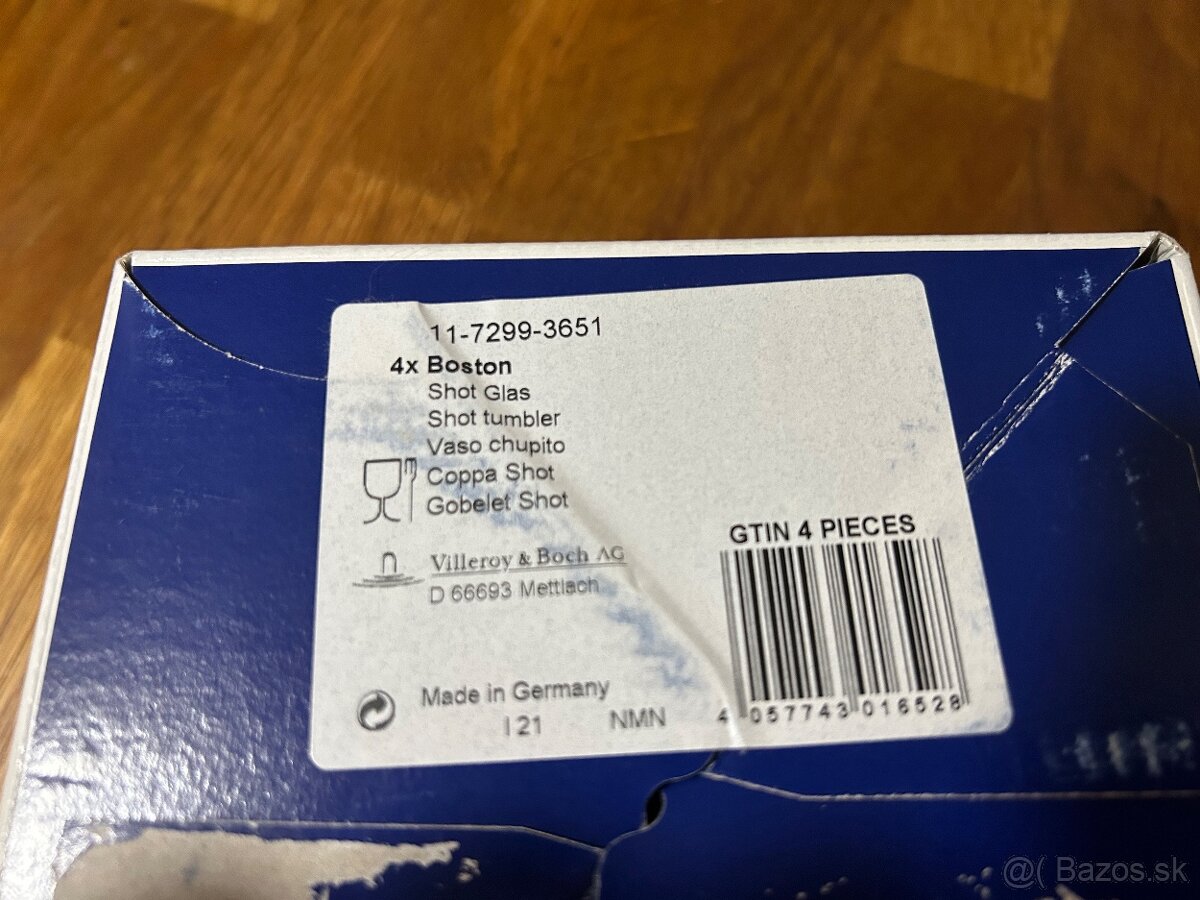 11-7299-3651
4x Boston
Shot Glas
Shot tumbler
Vaso chupito
Coppa Shot
Gobelet Shot
GTIN 4 PIECES
Villeroy & Boch AG
D 66693 Mettlach
Made in Germany
I 21 NMN
4 057743 016528
@( Bazos.sk